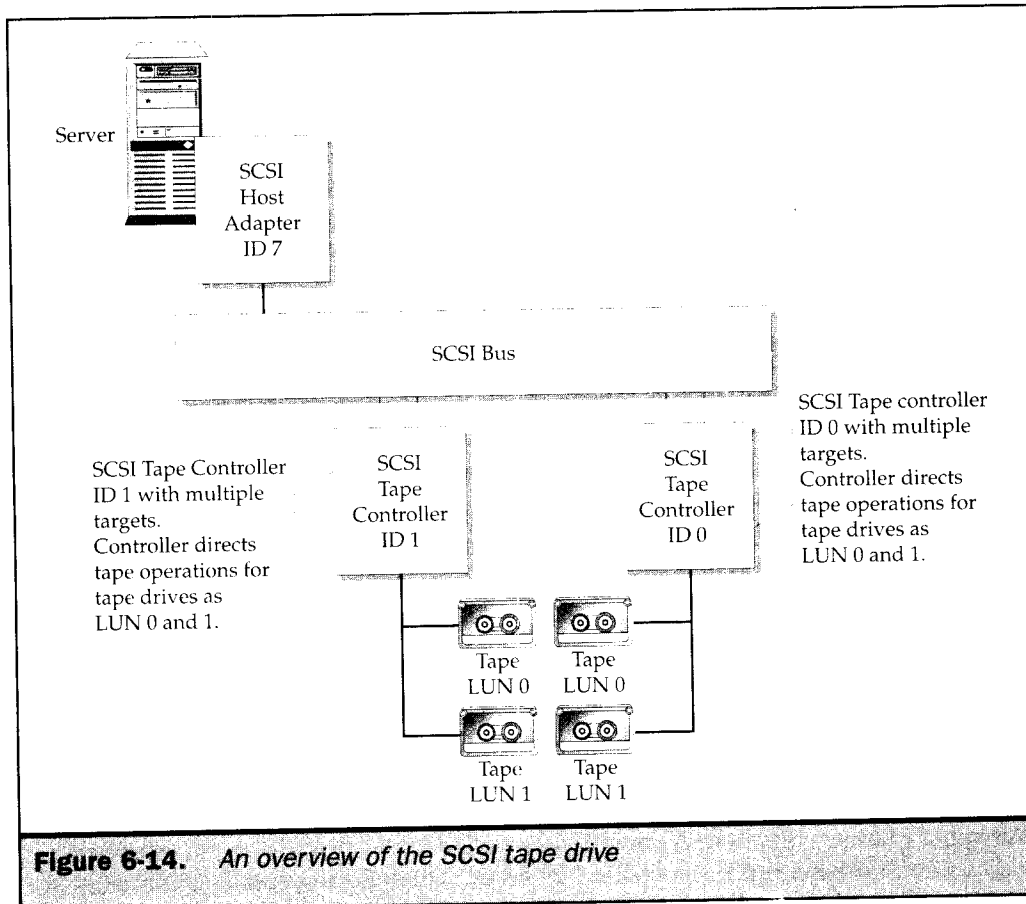 Server
SCSI
Host
Adapter
ID 7
SCSI Bus
SCSI Tape Controller
ID 1 with multiple
targets.
Controller directs
tape operations for
tape drives as
LUN 0 and 1.
SCSI
Tape
Controller
ID 1
SCSI
Tape
Controller
ID 0
SCSI Tape controller
ID 0 with multiple
targets.
Controller directs
tape operations for
tape drives as
LUN 0 and 1.
Tape
LUN 0
Tape
LUN 0
Tape
LUN 1
Tape
LUN 1
Figure 6-14. An overview of the SCSI tape drive